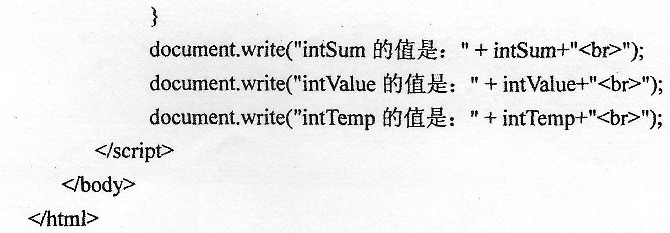 }
document.write("intSum 的值是：" + intSum+"<br>");
document.write("intValue 的值是：" + intValue+"<br>");
document.write("intTemp 的值是：" + intTemp+"<br>");
</script>
</body>
</html>